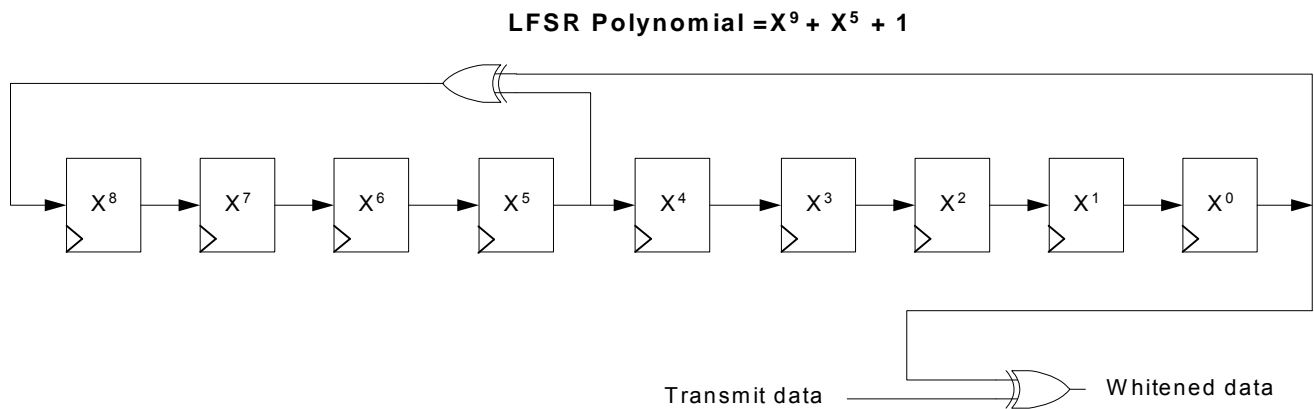 LFSR Polynomial =X⁹ + X⁵ + 1
X⁸ X⁷ X⁶ X⁵ X⁴ X³ X² X¹ X⁰
Transmit data
Whitened data